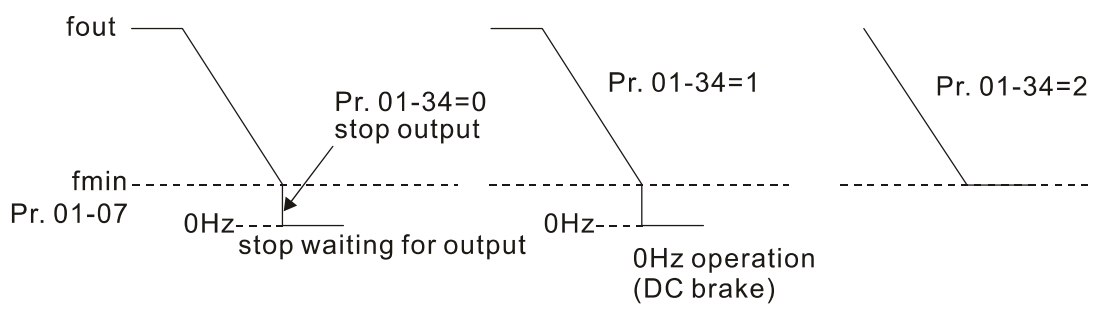 fout
Pr. 01-34=0
stop output
fmin
Pr. 01-07
0Hz
stop waiting for output
Pr. 01-34=1
0Hz
0Hz operation
(DC brake)
Pr. 01-34=2